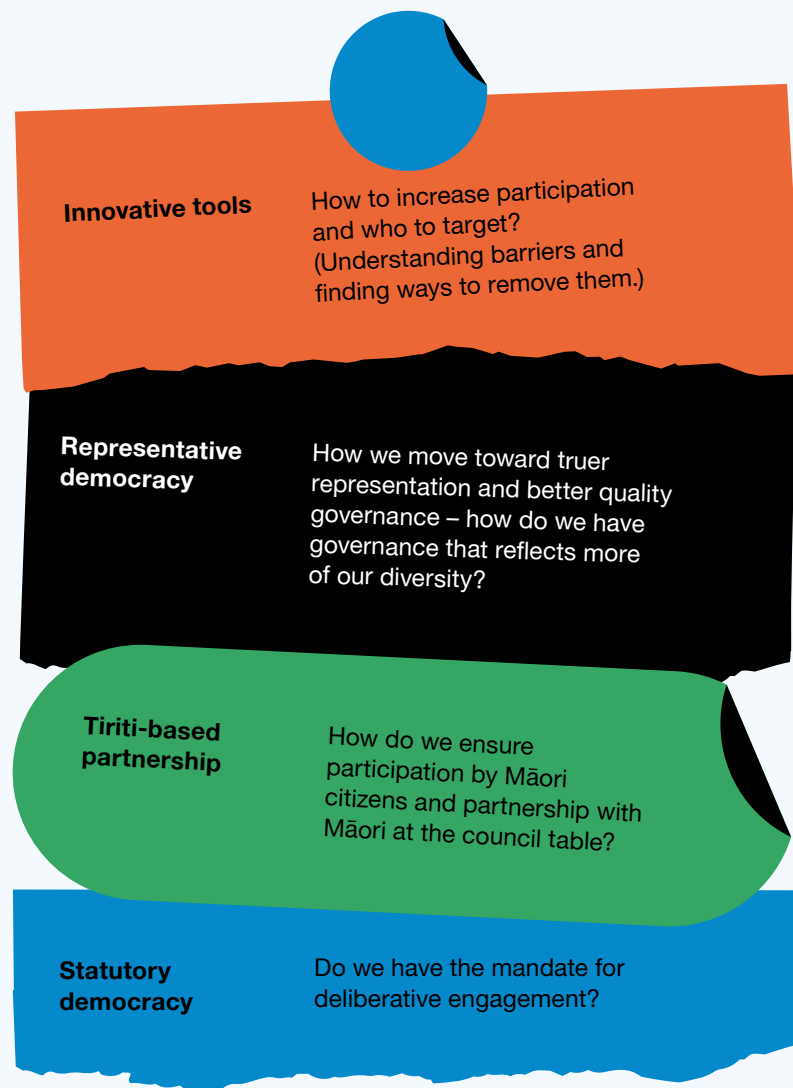 Innovative tools
How to increase participation
and who to target?
(Understanding barriers and
finding ways to remove them.)
Representative
democracy
How we move toward truer
representation and better quality
governance – how do we have
governance that reflects more
of our diversity?
Tiriti-based
partnership
How do we ensure
participation by Māori
citizens and partnership with
Māori at the council table?
Statutory
democracy
Do we have the mandate for
deliberative engagement?